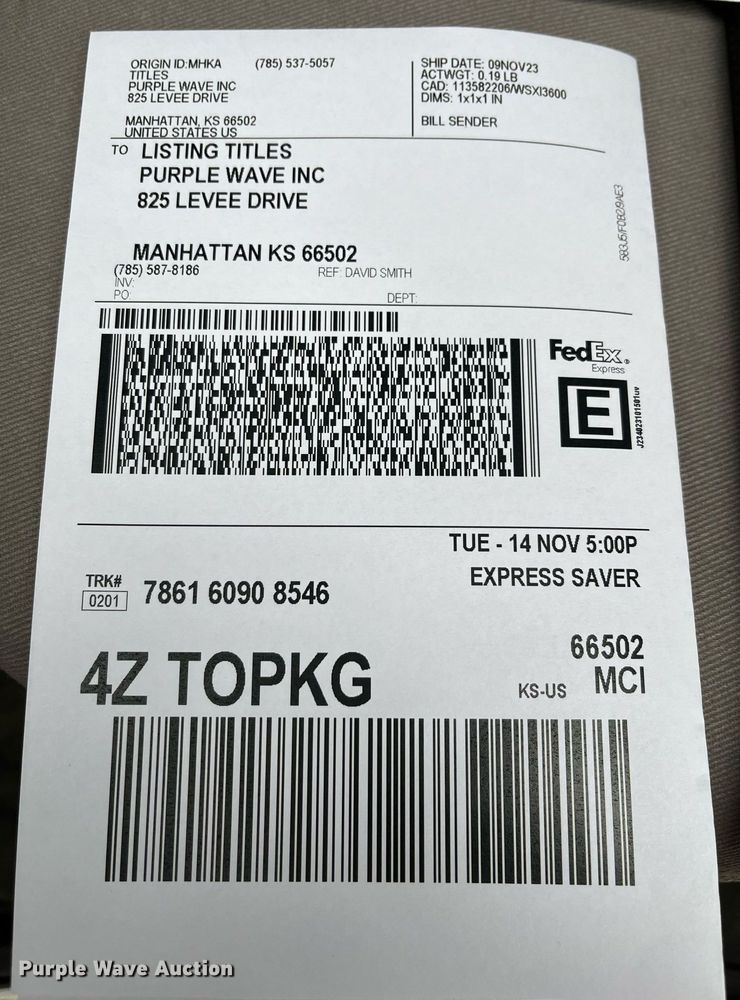 ORIGIN ID:MHKA (785) 537-5057
TITLES
PURPLE WAVE INC
825 LEVEE DRIVE
MANHATTAN, KS 66502
UNITED STATES US
SHIP DATE: 09NOV23
ACTWGT: 0.19 LB
CAD: 113582206/WSXI3600
DIMS: 1x1x1 IN
BILL SENDER
TO LISTING TITLES
PURPLE WAVE INC
825 LEVEE DRIVE
MANHATTAN KS 66502
(785) 587-8186 REF: DAVID SMITH
INV:
PO: DEPT:
583J5/F0B2/9AE3
FedEx
Express
E
J234023101501uv
TUE - 14 NOV 5:00P
EXPRESS SAVER
TRK#
0201
7861 6090 8546
4Z TOPKG
66502
KS-US MCI
Purple Wave Auction